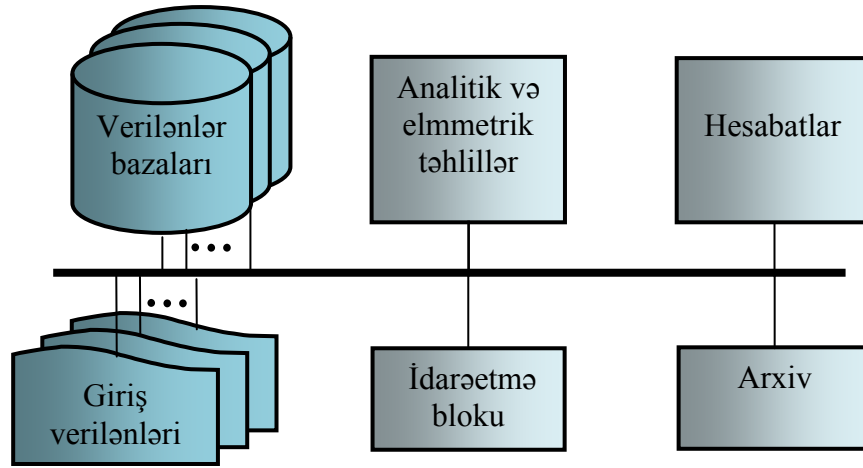 Verilənlər
bazaları
Analitik və
elmmetrik
təhlillər
Hesabatlar
Giriş
verilənləri
İdarəetmə
bloku
Arxiv